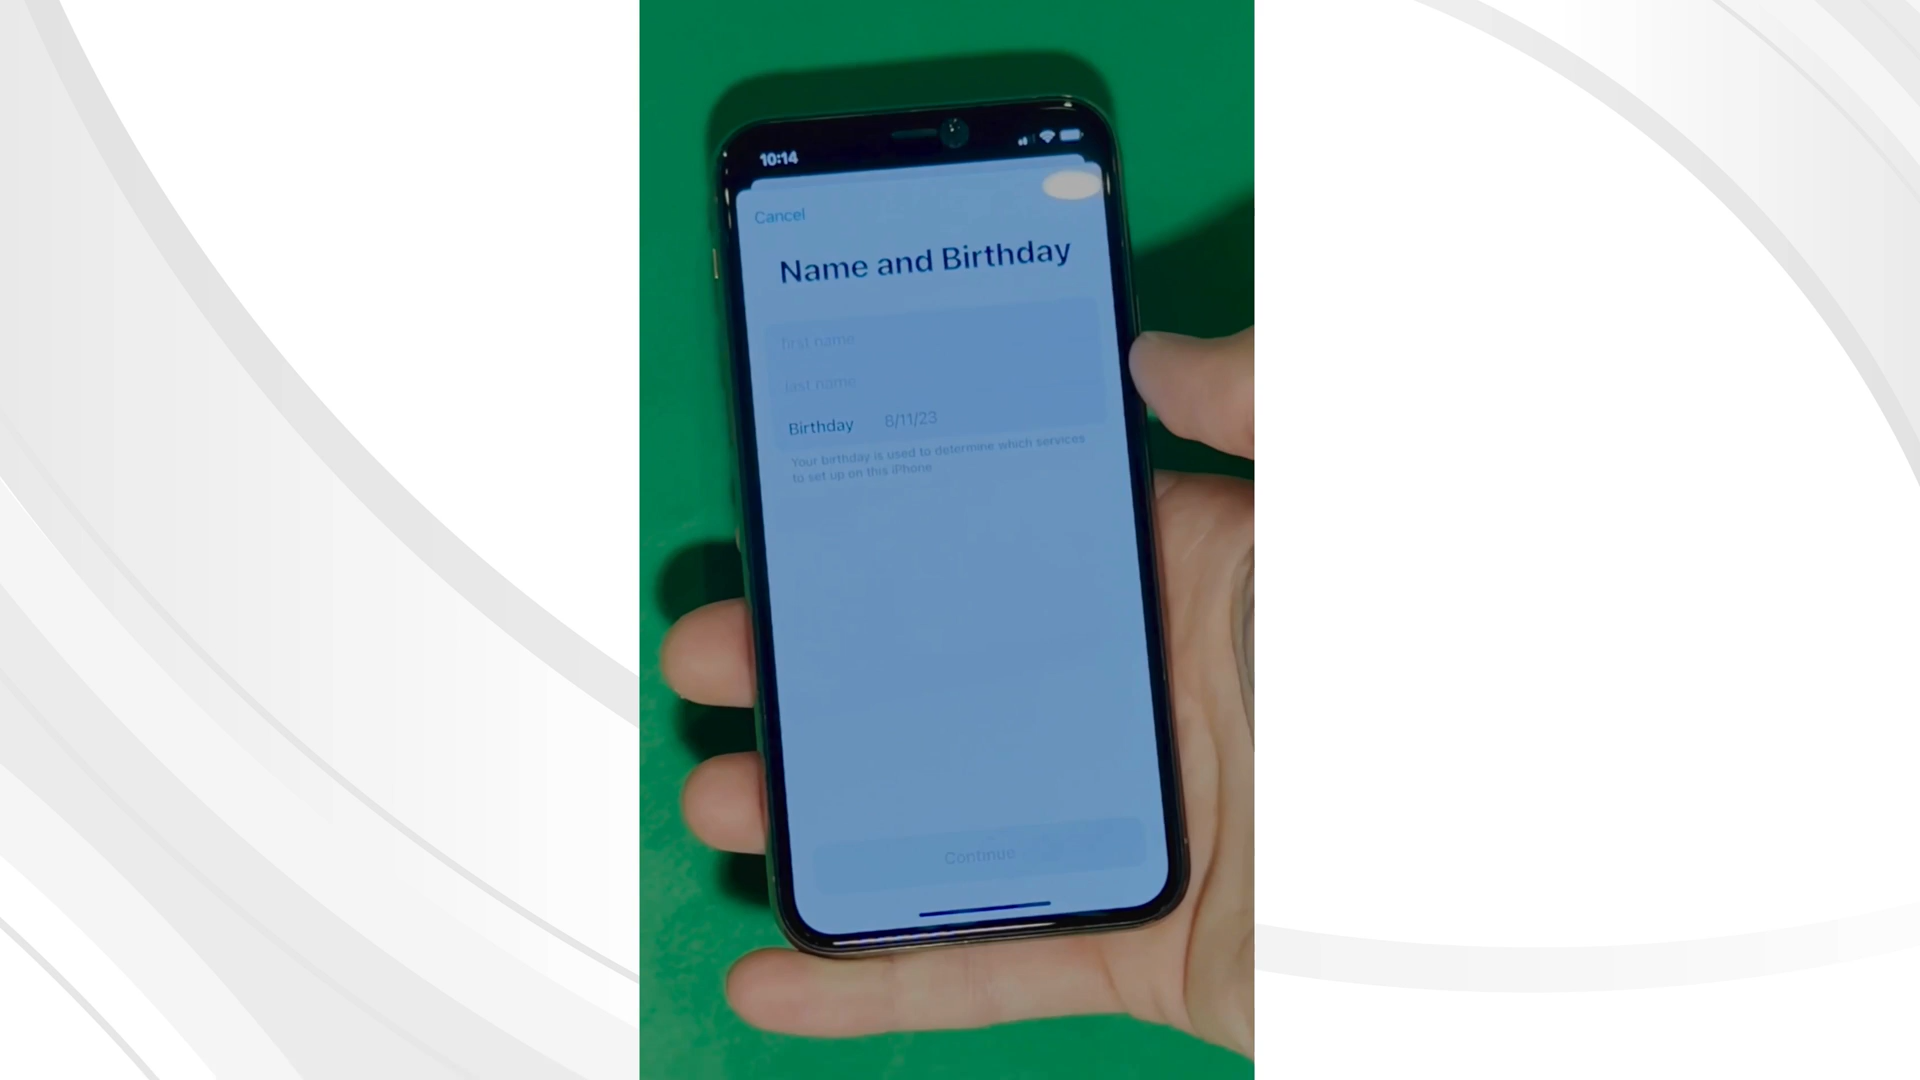 10:14
Cancel
Name and Birthday
first name
last name
Birthday 8/11/23
Your birthday is used to determine which services
to set up on this iPhone
Continue